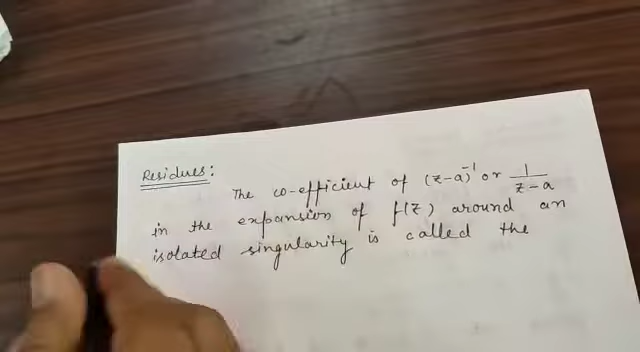 Residues:
The co-efficient of (z-a)⁻¹ or 1/(z-a)
in the expansion of f(z) around an
isolated singularity is called the